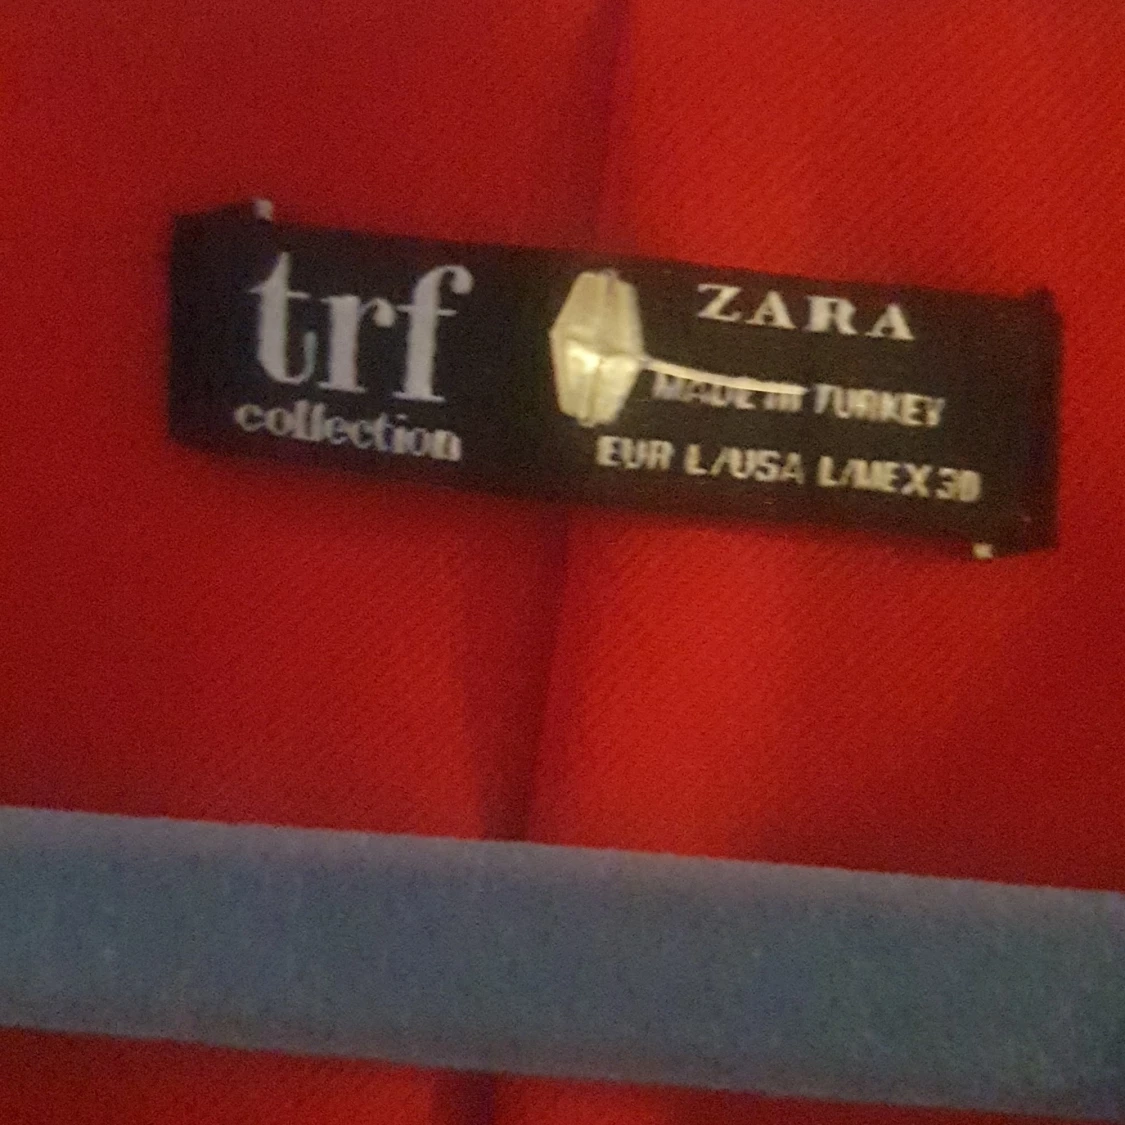 trf
collection
ZARA
MADE IN TURKEY
EUR L/USA L/MEX 30